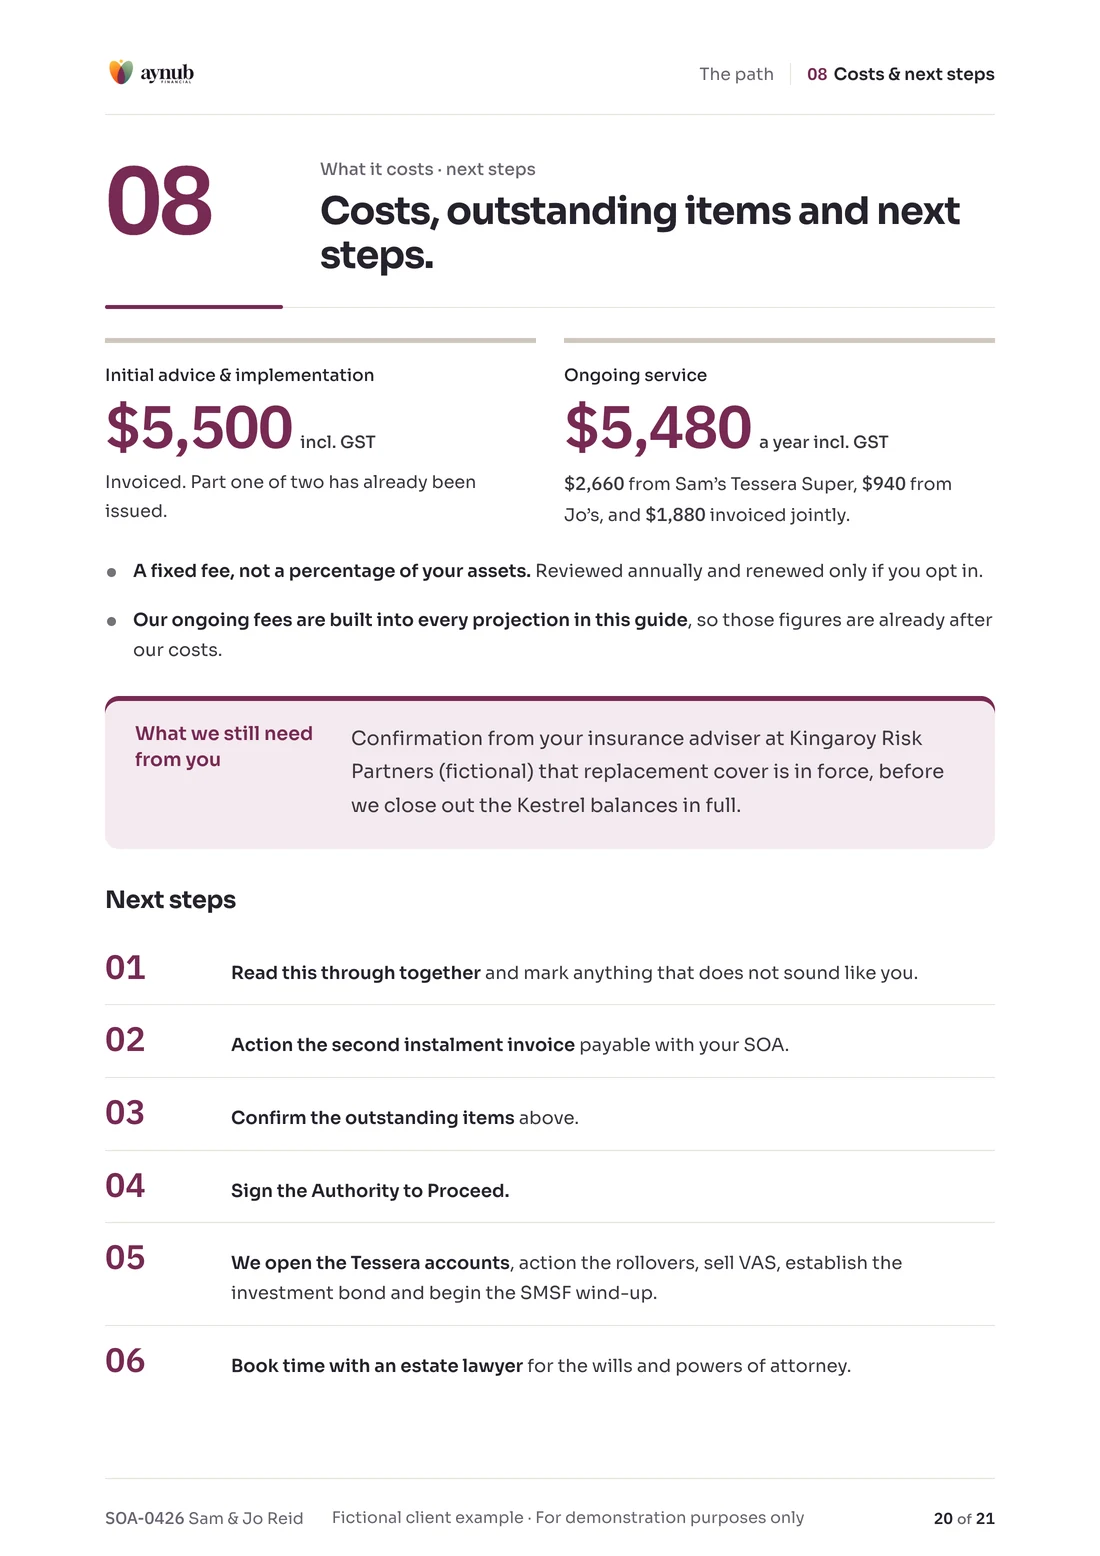 aynub
FINANCIAL
The path
08 Costs & next steps
08
What it costs · next steps
Costs, outstanding items and next
steps.
Initial advice & implementation
$5,500 incl. GST
Invoiced. Part one of two has already been
issued.
Ongoing service
$5,480 a year incl. GST
$2,660 from Sam’s Tessera Super, $940 from
Jo’s, and $1,880 invoiced jointly.
● A fixed fee, not a percentage of your assets. Reviewed annually and renewed only if you opt in.
● Our ongoing fees are built into every projection in this guide, so those figures are already after
our costs.
What we still need
from you
Confirmation from your insurance adviser at Kingaroy Risk
Partners (fictional) that replacement cover is in force, before
we close out the Kestrel balances in full.
Next steps
01 Read this through together and mark anything that does not sound like you.
02 Action the second instalment invoice payable with your SOA.
03 Confirm the outstanding items above.
04 Sign the Authority to Proceed.
05 We open the Tessera accounts, action the rollovers, sell VAS, establish the
investment bond and begin the SMSF wind-up.
06 Book time with an estate lawyer for the wills and powers of attorney.
SOA-0426 Sam & Jo Reid
Fictional client example · For demonstration purposes only
20 of 21